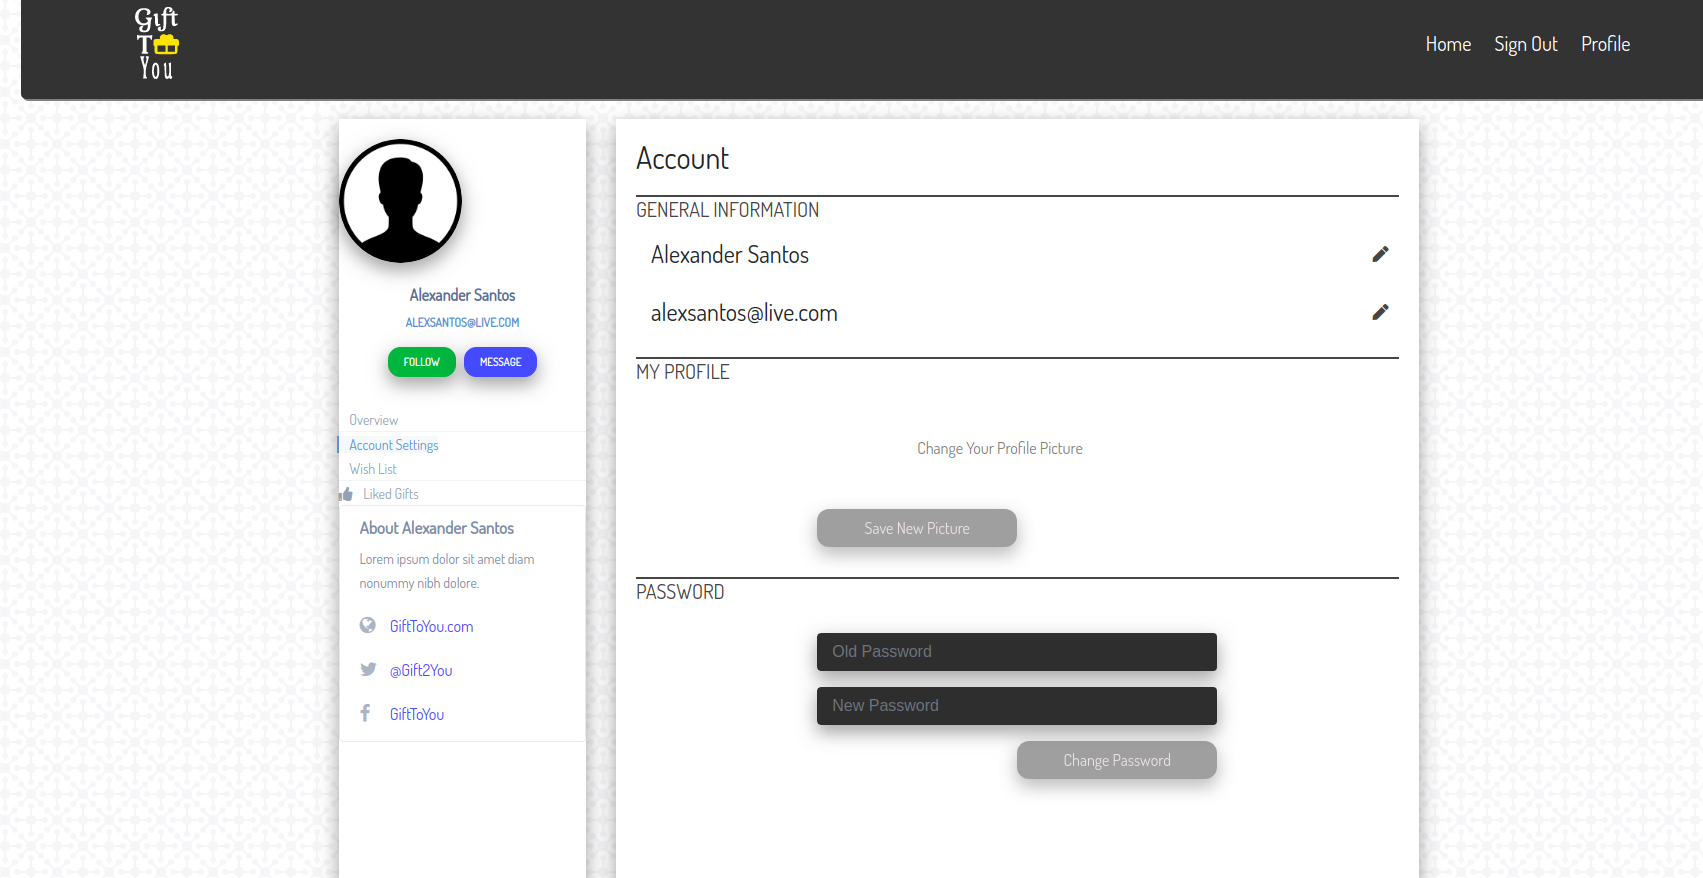 Gift
To
You
Home Sign Out Profile
Alexander Santos
ALEXSANTOS@LIVE.COM
FOLLOW MESSAGE
Overview
Account Settings
Wish List
Liked Gifts
About Alexander Santos
Lorem ipsum dolor sit amet diam
nonummy nibh dolore.
GiftToYou.com
@Gift2You
GiftToYou
Account
GENERAL INFORMATION
Alexander Santos
alexsantos@live.com
MY PROFILE
Change Your Profile Picture
Save New Picture
PASSWORD
Old Password
New Password
Change Password